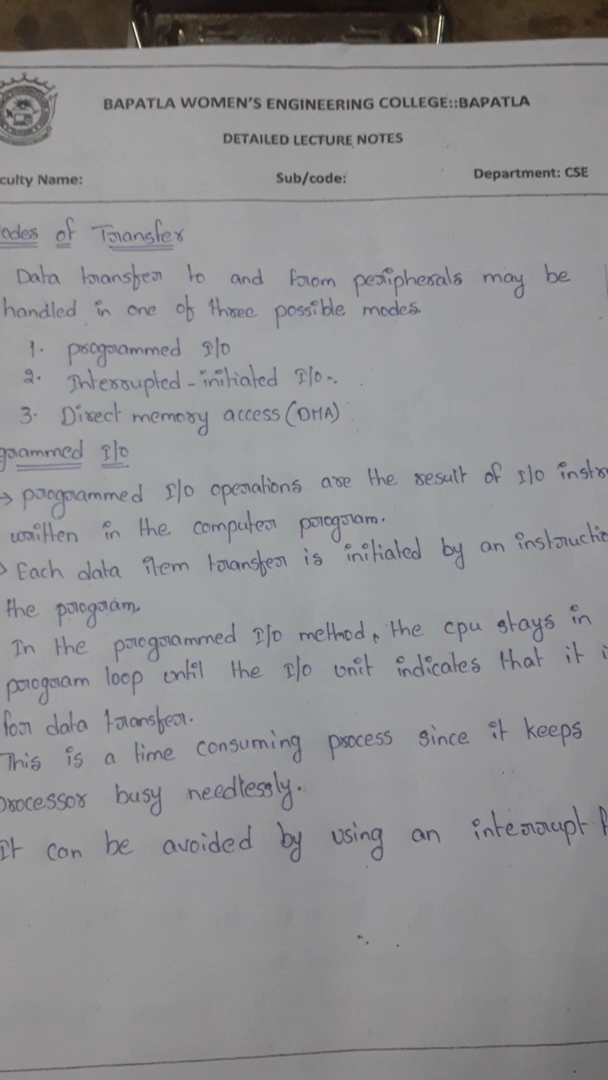 BAPATLA WOMEN'S ENGINEERING COLLEGE::BAPATLA
DETAILED LECTURE NOTES
culty Name: Sub/code: Department: CSE
odes of Transfer
Data transfer to and from peripherals may be
handled in one of three possible modes
1. programmed I/O
2. Interrupted - initiated I/O-.
3. Direct memory access (DMA)
grammed I/O
→ programmed I/O operations are the result of I/O instr
written in the computer program.
> Each data item transfer is initiated by an instructio
the program.
In the programmed I/O method, the cpu stays in
program loop until the I/O unit indicates that it i
for data transfer.
This is a time consuming process since it keeps
processor busy needlessly.
It can be avoided by using an interrupt f